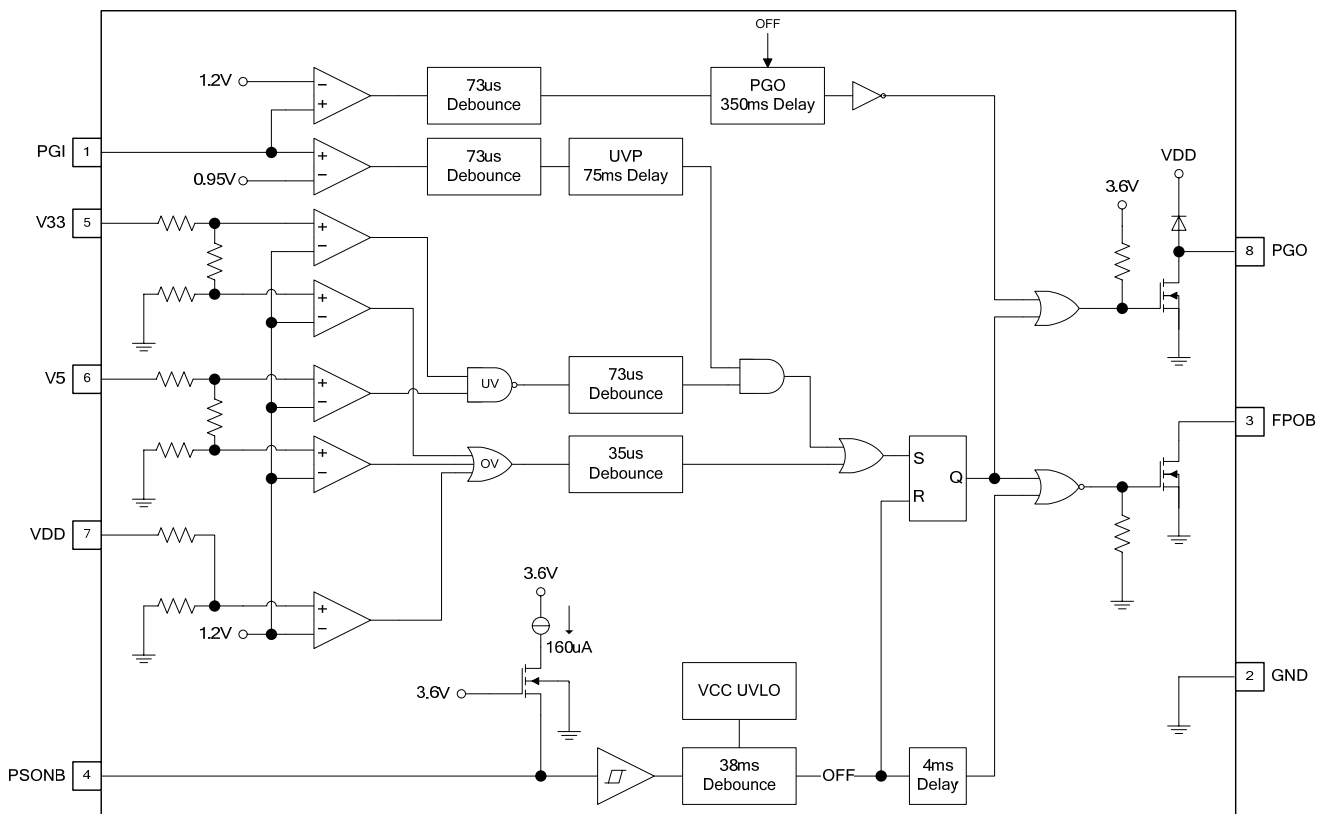 OFF
1.2V
73us
Debounce
PGO
350ms Delay
PGI
1
73us
Debounce
UVP
75ms Delay
0.95V
VDD
3.6V
V33
5
8
PGO
V5
6
UV
73us
Debounce
3
FPOB
OV
35us
Debounce
S
Q
R
VDD
7
3.6V
160uA
1.2V
3.6V
VCC UVLO
2
GND
PSONB
4
38ms
Debounce
OFF
4ms
Delay